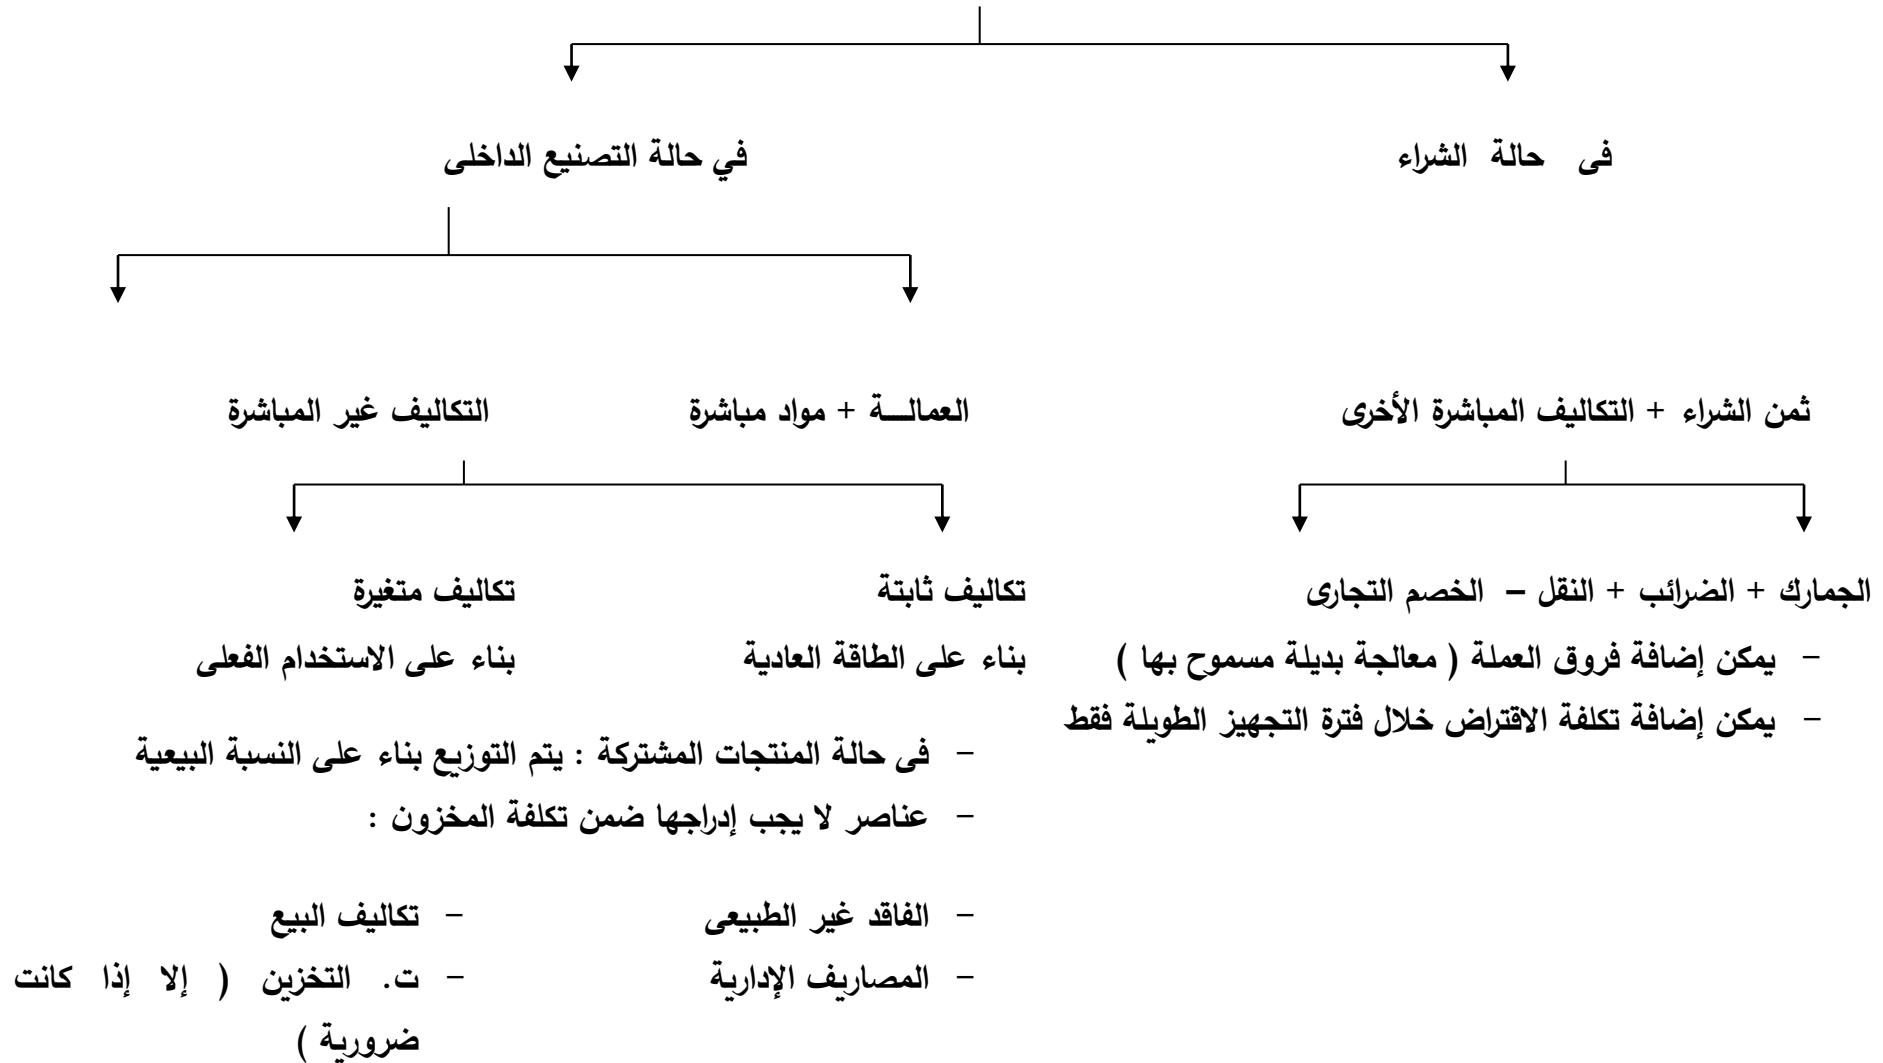 فى حالة الشراء
في حالة التصنيع الداخلى
ثمن الشراء + التكاليف المباشرة الأخرى
العمالـــة + مواد مباشرة
التكاليف غير المباشرة
الجمارك + الضرائب + النقل – الخصم التجارى
تكاليف ثابتة
تكاليف متغيرة
- يمكن إضافة فروق العملة ( معالجة بديلة مسموح بها )
بناء على الطاقة العادية
بناء على الاستخدام الفعلى
- يمكن إضافة تكلفة الاقتراض خلال فترة التجهيز الطويلة فقط
- فى حالة المنتجات المشتركة : يتم التوزيع بناء على النسبة البيعية
- عناصر لا يجب إدراجها ضمن تكلفة المخزون :
- الفاقد غير الطبيعى
- تكاليف البيع
- المصاريف الإدارية
- ت. التخزين ( إلا إذا كانت
ضرورية )